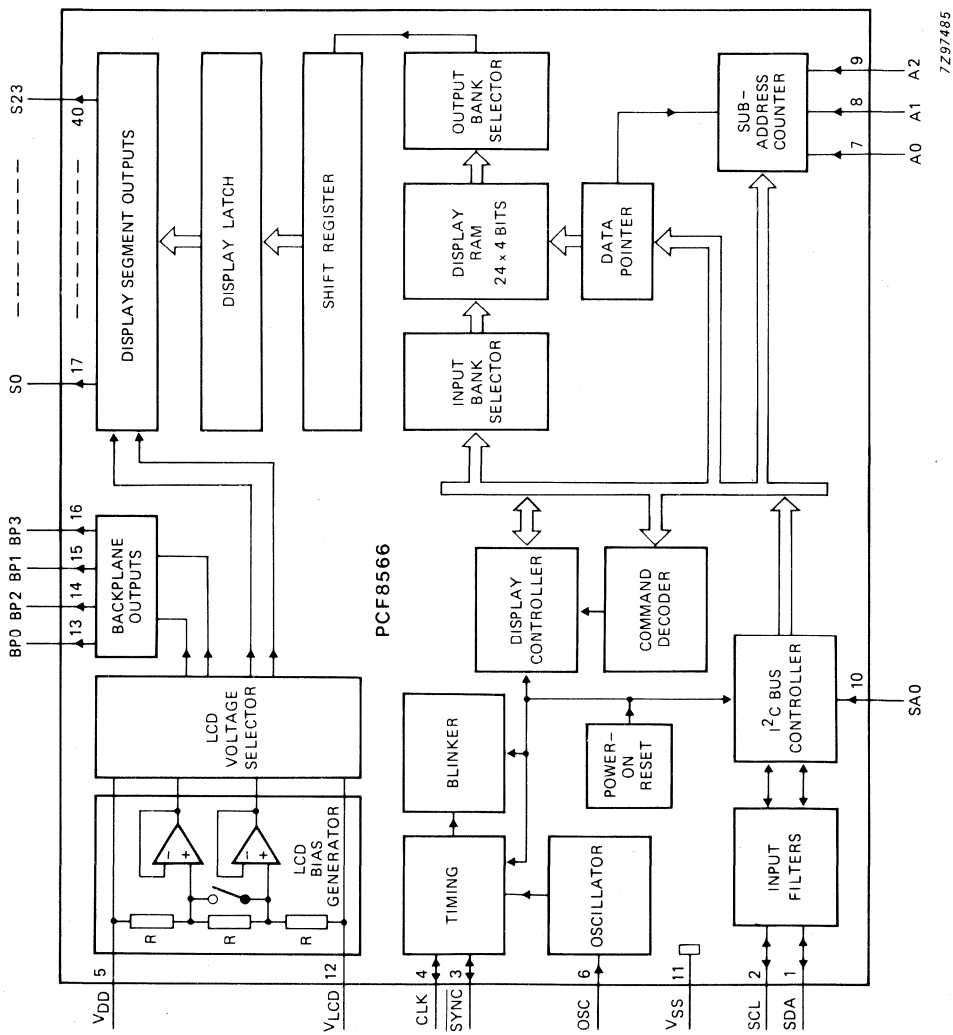 S0
S23
BP0
BP2
BP1
BP3
13
14
15
16
17
40
BACKPLANE
OUTPUTS
DISPLAY SEGMENT OUTPUTS
DISPLAY LATCH
SHIFT REGISTER
LCD
VOLTAGE
SELECTOR
LCD
BIAS
GENERATOR
R
R
R
-
+
-
+
VDD
5
VLCD
12
PCF8566
TIMING
BLINKER
DISPLAY
CONTROLLER
INPUT
BANK
SELECTOR
DISPLAY
RAM
24 x 4 BITS
OUTPUT
BANK
SELECTOR
CLK
4
SYNC
3
OSCILLATOR
OSC
6
POWER-
ON
RESET
COMMAND
DECODER
DATA
POINTER
VSS
11
INPUT
FILTERS
I²C BUS
CONTROLLER
SUB-
ADDRESS
COUNTER
SCL
2
SDA
1
10
SA0
7
8
9
A0
A1
A2
7Z97485